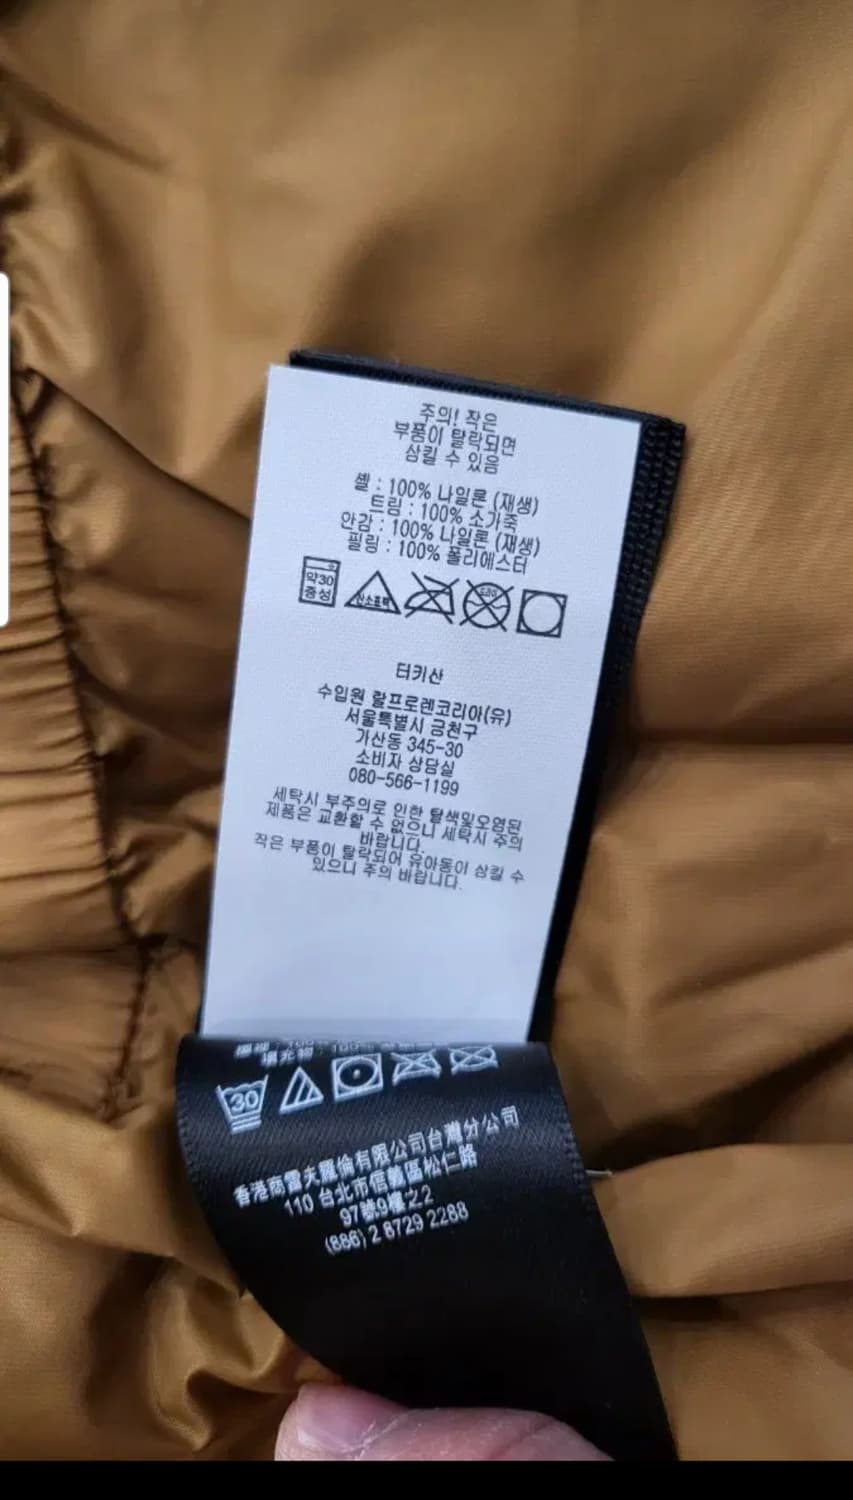 주의! 작은
부품이 탈락되면
삼킬 수 있음
셸 : 100% 나일론 (재생)
트림 : 100% 소가죽
안감 : 100% 나일론 (재생)
필링 : 100% 폴리에스터
약30
중성
산소표백
드라이
터키산
수입원 랄프로렌코리아(유)
서울특별시 금천구
가산동 345-30
소비자 상담실
080-566-1199
세탁시 부주의로 인한 탈색및오염된
제품은 교환할 수 없으니 세탁시 주의
바랍니다.
작은 부품이 탈락되어 유아동이 삼킬 수
있으니 주의 바랍니다.
30
香港商雷夫羅倫有限公司台灣分公司
110 台北市信義區松仁路
97號9樓之2
(886) 2 8729 2288